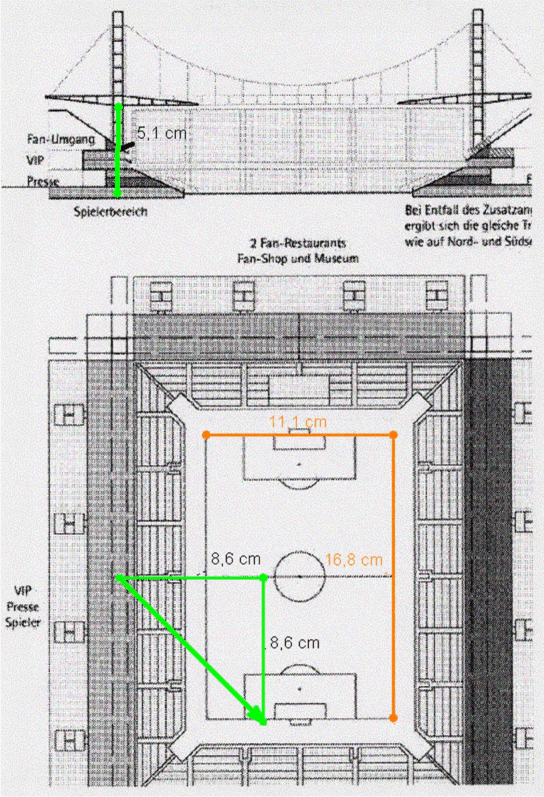 5,1 cm
Fan-Umgang
VIP
Presse
Spielerbereich
Bei Entfall des Zusatzan
ergibt sich die gleiche Tr
wie auf Nord- und Südse
2 Fan-Restaurants
Fan-Shop und Museum
11,1 cm
8,6 cm
16,8 cm
8,6 cm
VIP
Presse
Spieler